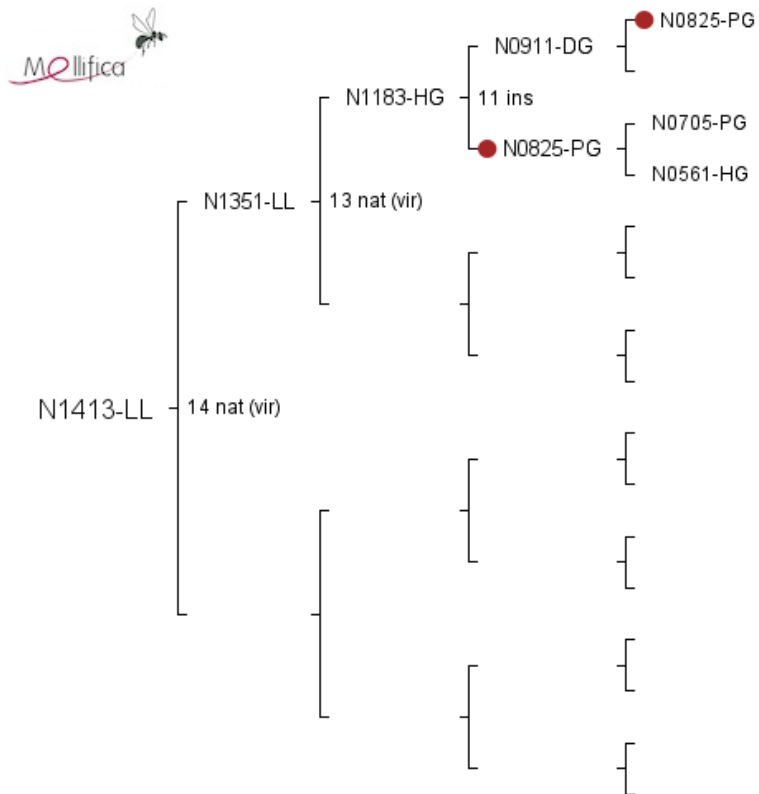 Mellifica
N0825-PG
N0911-DG
N1183-HG
11 ins
N0705-PG
N0825-PG
N0561-HG
N1351-LL
13 nat (vir)
N1413-LL
14 nat (vir)